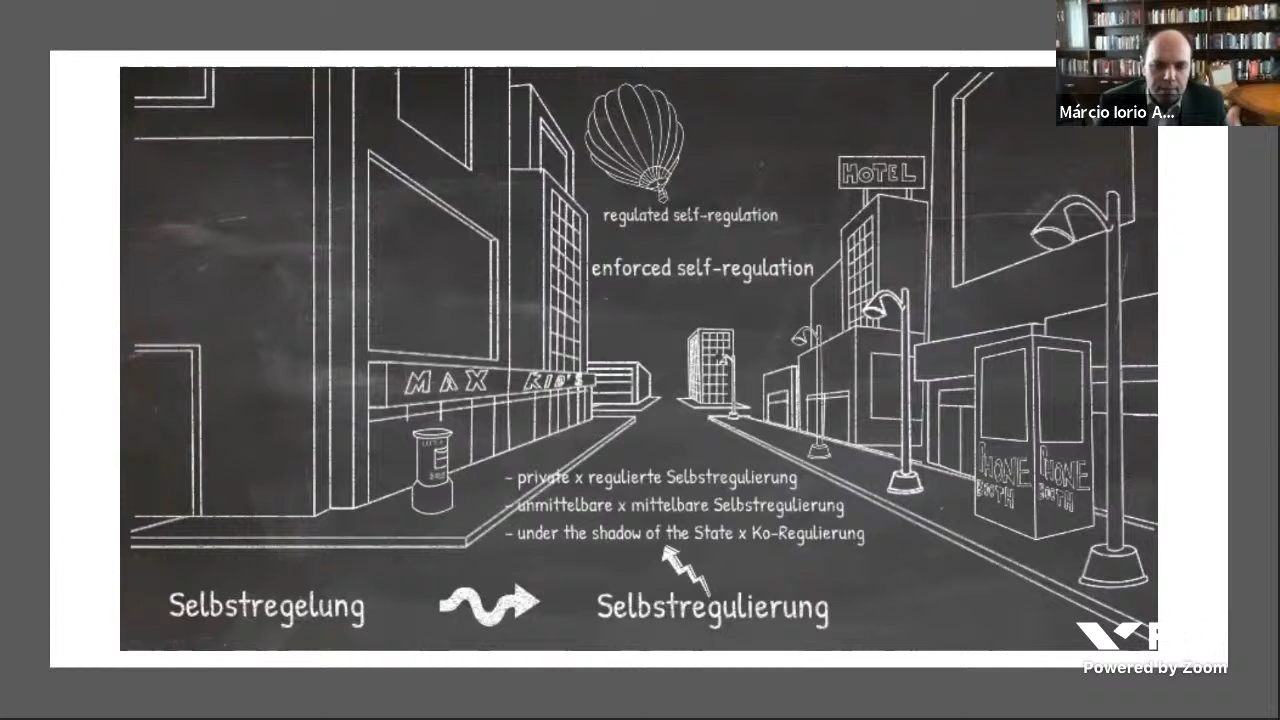 Márcio Iorio A...
HOTEL
regulated self-regulation
enforced self-regulation
MAX KID'S
PHONE BOOTH
PHONE BOOTH
- private x regulierte Selbstregulierung
- unmittelbare x mittelbare Selbstregulierung
- under the shadow of the State x Ko-Regulierung
Selbstregelung
Selbstregulierung
Powered by Zoom